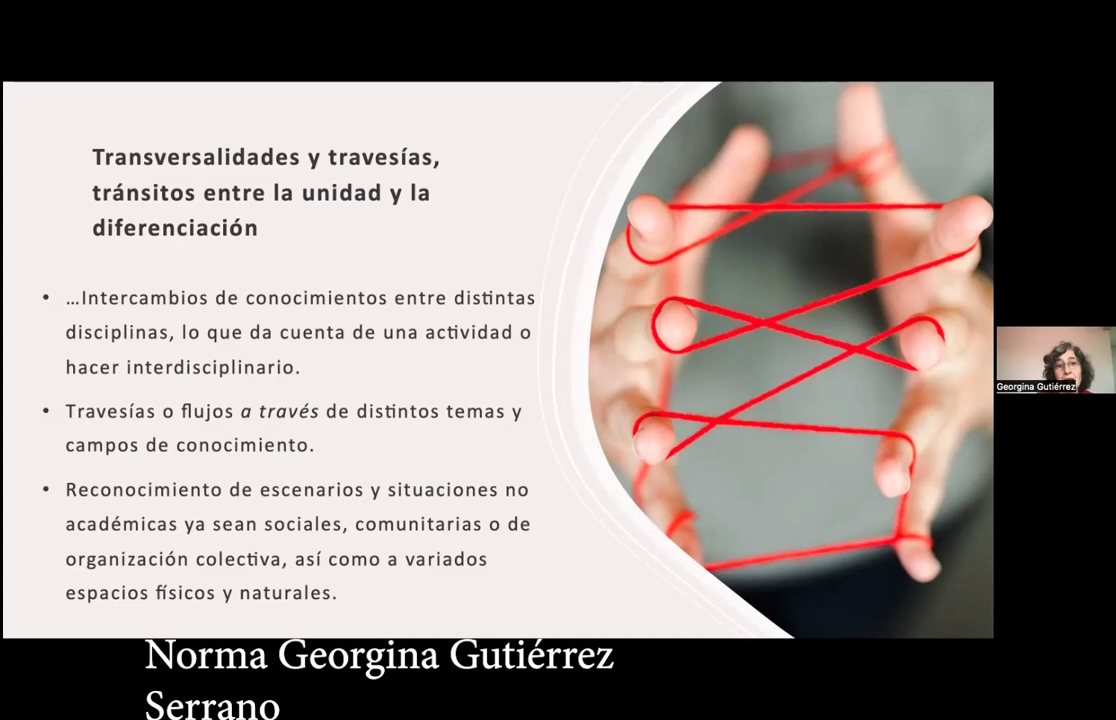 Transversalidades y travesías,
tránsitos entre la unidad y la
diferenciación
• …Intercambios de conocimientos entre distintas
disciplinas, lo que da cuenta de una actividad o
hacer interdisciplinario.
• Travesías o flujos a través de distintos temas y
campos de conocimiento.
• Reconocimiento de escenarios y situaciones no
académicas ya sean sociales, comunitarias o de
organización colectiva, así como a variados
espacios físicos y naturales.
Georgina Gutiérrez
Norma Georgina Gutiérrez
Serrano